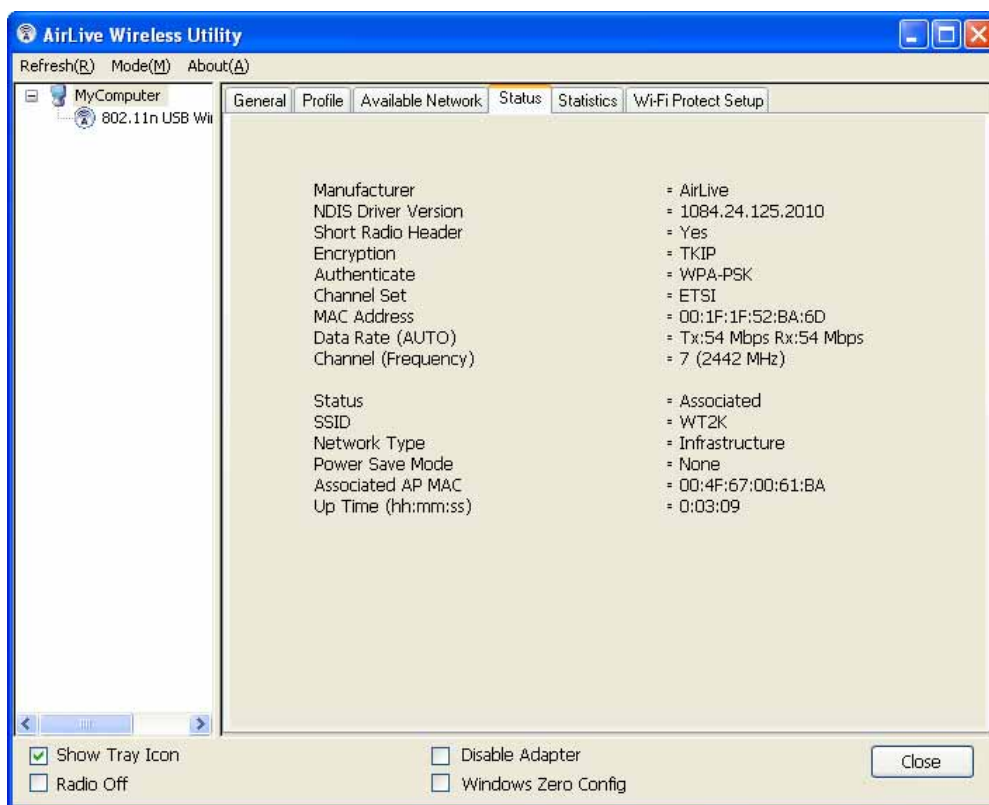 AirLive Wireless Utility
Refresh(R) Mode(M) About(A)
MyComputer
802.11n USB Wir
General Profile Available Network Status Statistics Wi-Fi Protect Setup
Manufacturer = AirLive
NDIS Driver Version = 1084.24.125.2010
Short Radio Header = Yes
Encryption = TKIP
Authenticate = WPA-PSK
Channel Set = ETSI
MAC Address = 00:1F:1F:52:BA:6D
Data Rate (AUTO) = Tx:54 Mbps Rx:54 Mbps
Channel (Frequency) = 7 (2442 MHz)
Status = Associated
SSID = WT2K
Network Type = Infrastructure
Power Save Mode = None
Associated AP MAC = 00:4F:67:00:61:BA
Up Time (hh:mm:ss) = 0:03:09
Show Tray Icon Disable Adapter
Radio Off Windows Zero Config
Close